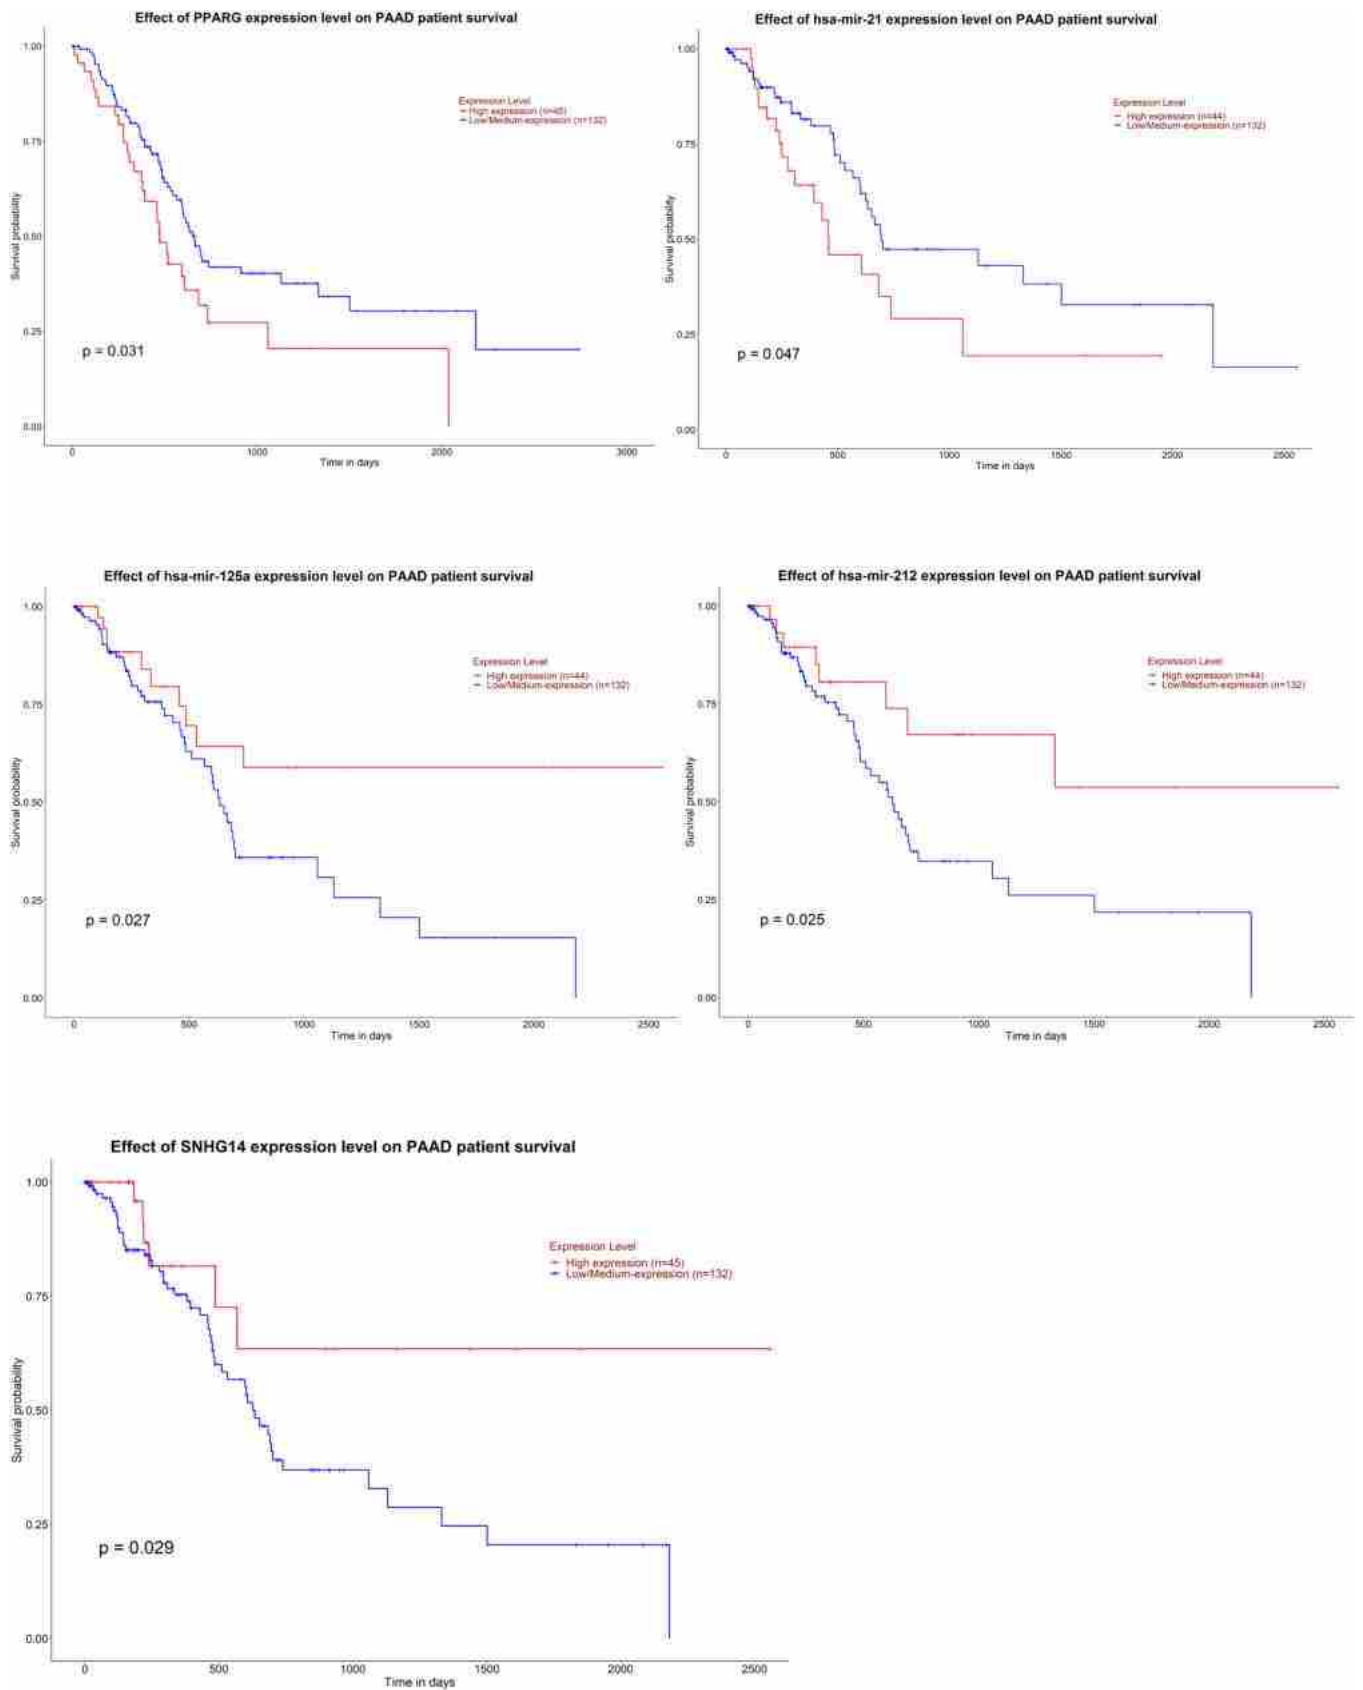 Effect of PPARG expression level on PAAD patient survival
1.00
0.75
0.50
0.25
0.00
Survival probability
Expression Level
High expression (n=45)
Low/Medium-expression (n=132)
p = 0.031
0
1000
2000
3000
Time in days
Effect of hsa-mir-21 expression level on PAAD patient survival
1.00
0.75
0.50
0.25
0.00
Survival probability
Expression Level
High expression (n=44)
Low/Medium-expression (n=132)
p = 0.047
0
500
1000
1500
2000
2500
Time in days
Effect of hsa-mir-125a expression level on PAAD patient survival
1.00
0.75
0.50
0.25
0.00
Survival probability
Expression Level
High expression (n=44)
Low/Medium-expression (n=132)
p = 0.027
0
500
1000
1500
2000
2500
Time in days
Effect of hsa-mir-212 expression level on PAAD patient survival
1.00
0.75
0.50
0.25
0.00
Survival probability
Expression Level
High expression (n=44)
Low/Medium-expression (n=132)
p = 0.025
0
500
1000
1500
2000
2500
Time in days
Effect of SNHG14 expression level on PAAD patient survival
1.00
0.75
0.50
0.25
0.00
Survival probability
Expression Level
High expression (n=45)
Low/Medium-expression (n=132)
p = 0.029
0
500
1000
1500
2000
2500
Time in days